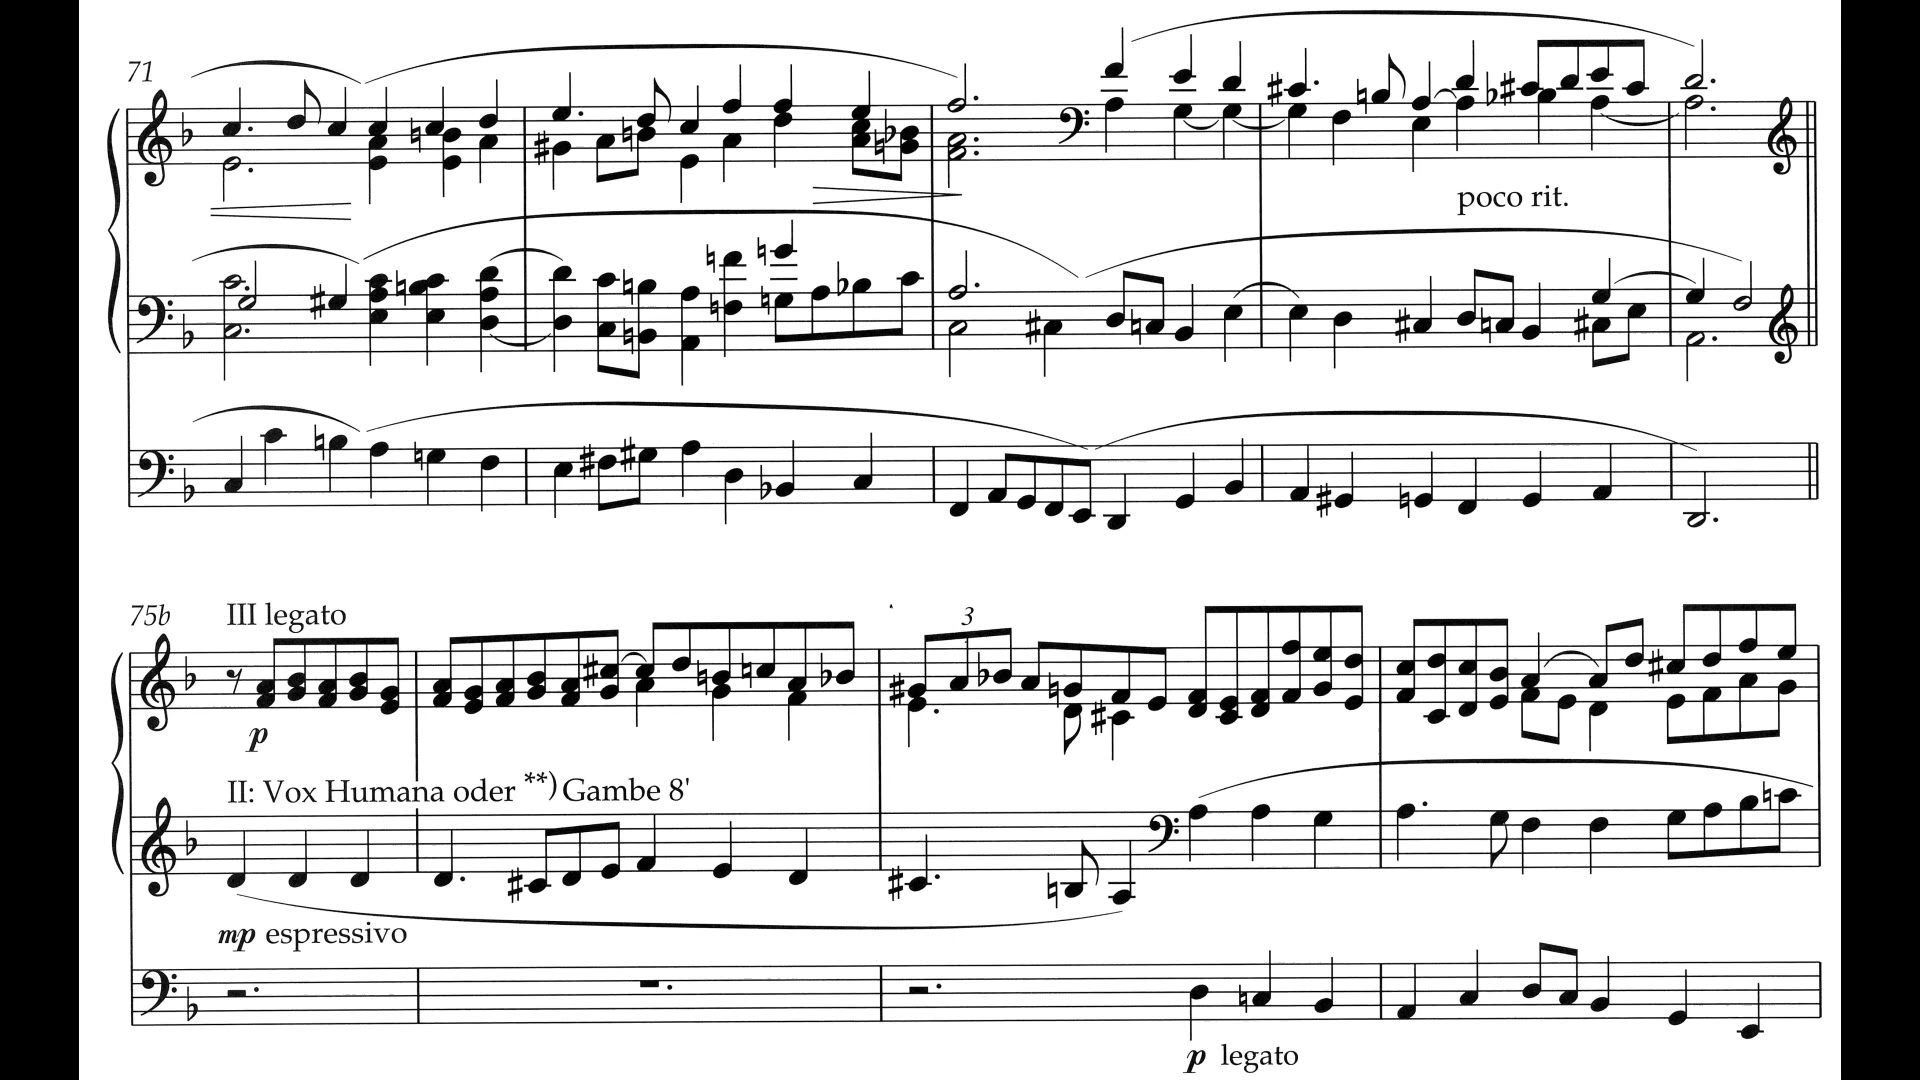 71
poco rit.
75b
III legato
3
p
II: Vox Humana oder **) Gambe 8'
mp espressivo
p legato